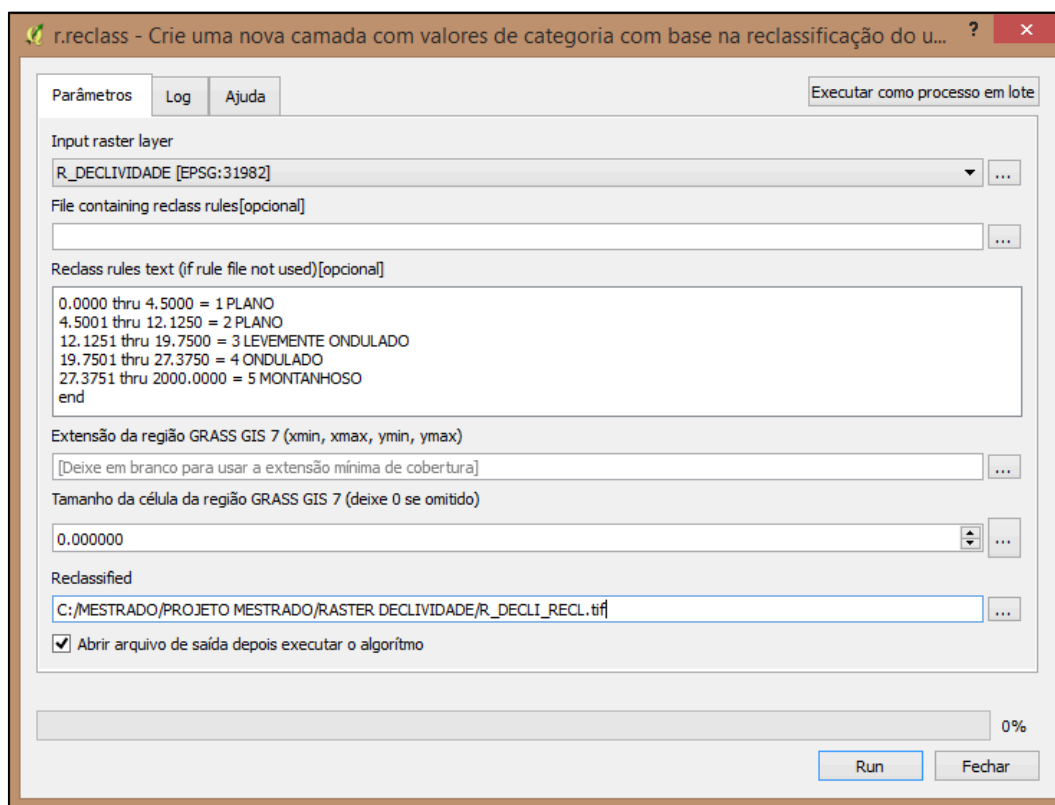 r.reclass - Crie uma nova camada com valores de categoria com base na reclassificação do u... ? ×
Parâmetros Log Ajuda Executar como processo em lote
Input raster layer
R_DECLIVIDADE [EPSG:31982] ...
File containing reclass rules[opcional]
...
Reclass rules text (if rule file not used)[opcional]
0.0000 thru 4.5000 = 1 PLANO
4.5001 thru 12.1250 = 2 PLANO
12.1251 thru 19.7500 = 3 LEVEMENTE ONDULADO
19.7501 thru 27.3750 = 4 ONDULADO
27.3751 thru 2000.0000 = 5 MONTANHOSO
end
Extensão da região GRASS GIS 7 (xmin, xmax, ymin, ymax)
[Deixe em branco para usar a extensão mínima de cobertura] ...
Tamanho da célula da região GRASS GIS 7 (deixe 0 se omitido)
0.000000 ...
Reclassified
C:/MESTRADO/PROJETO MESTRADO/RASTER DECLIVIDADE/R_DECLI_RECL.tif ...
Abrir arquivo de saída depois executar o algorítmo
0%
Run Fechar